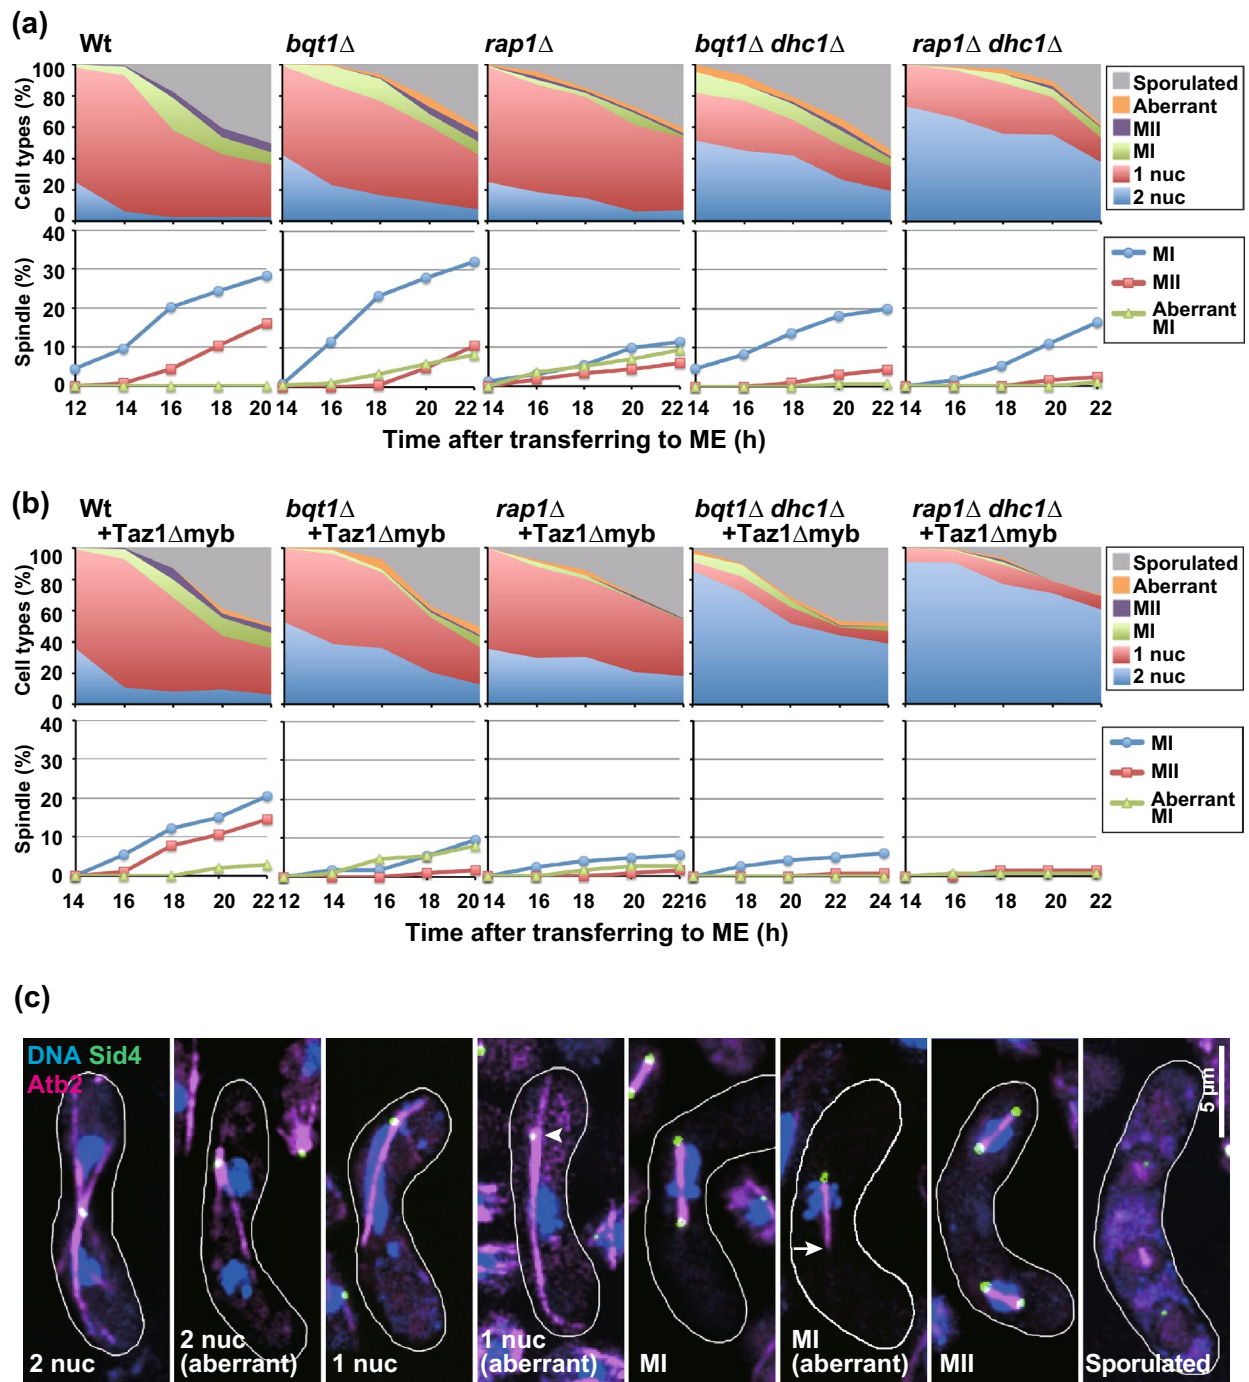 (a)
Wt
bqt1Δ
rap1Δ
bqt1Δ dhc1Δ
rap1Δ dhc1Δ
Cell types (%)
100
80
60
40
20
0
Sporulated
Aberrant
MII
MI
1 nuc
2 nuc
Spindle (%)
40
30
20
10
0
MI
MII
Aberrant
MI
12 14 16 18 20
14 16 18 20 22
14 16 18 20 22
14 16 18 20 22
14 16 18 20 22
Time after transferring to ME (h)
(b)
Wt
+Taz1Δmyb
bqt1Δ
+Taz1Δmyb
rap1Δ
+Taz1Δmyb
bqt1Δ dhc1Δ
+Taz1Δmyb
rap1Δ dhc1Δ
+Taz1Δmyb
Cell types (%)
100
80
60
40
20
0
Sporulated
Aberrant
MII
MI
1 nuc
2 nuc
Spindle (%)
40
30
20
10
0
MI
MII
Aberrant
MI
14 16 18 20 22
12 14 16 18 20
14 16 18 20 22
16 18 20 22 24
14 16 18 20 22
Time after transferring to ME (h)
(c)
DNA Sid4
Atb2
5 µm
2 nuc
2 nuc
(aberrant)
1 nuc
1 nuc
(aberrant)
MI
MI
(aberrant)
MII
Sporulated